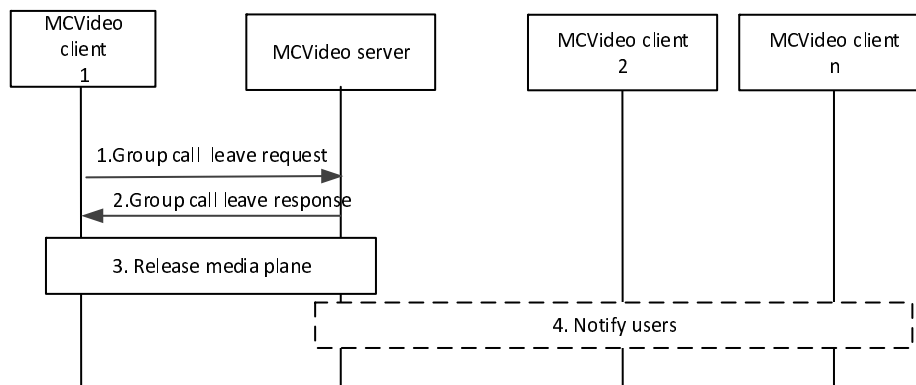 MCVideo
client
1
MCVideo server
MCVideo client
2
MCVideo client
n
1.Group call leave request
2.Group call leave response
3. Release media plane
4. Notify users